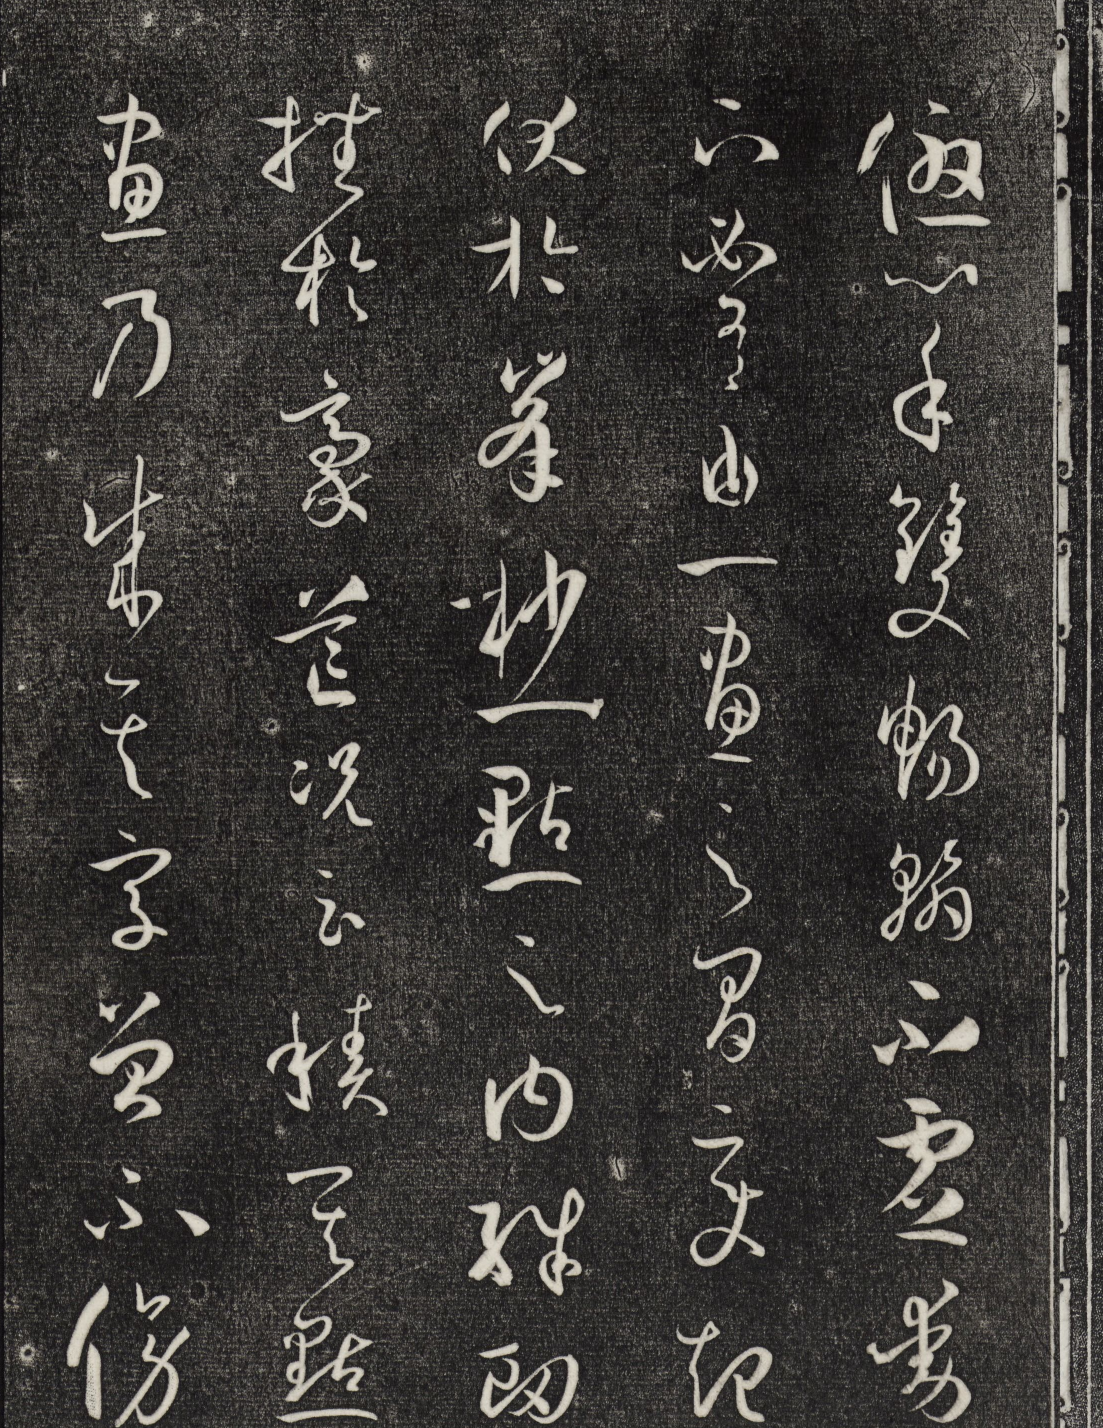 優心手雙暢翰不虛動
下必有由一畫之間變起
伏於峯杪一點之內殊衄
挫於豪芒況云積其點
畫乃成其字曾不傍